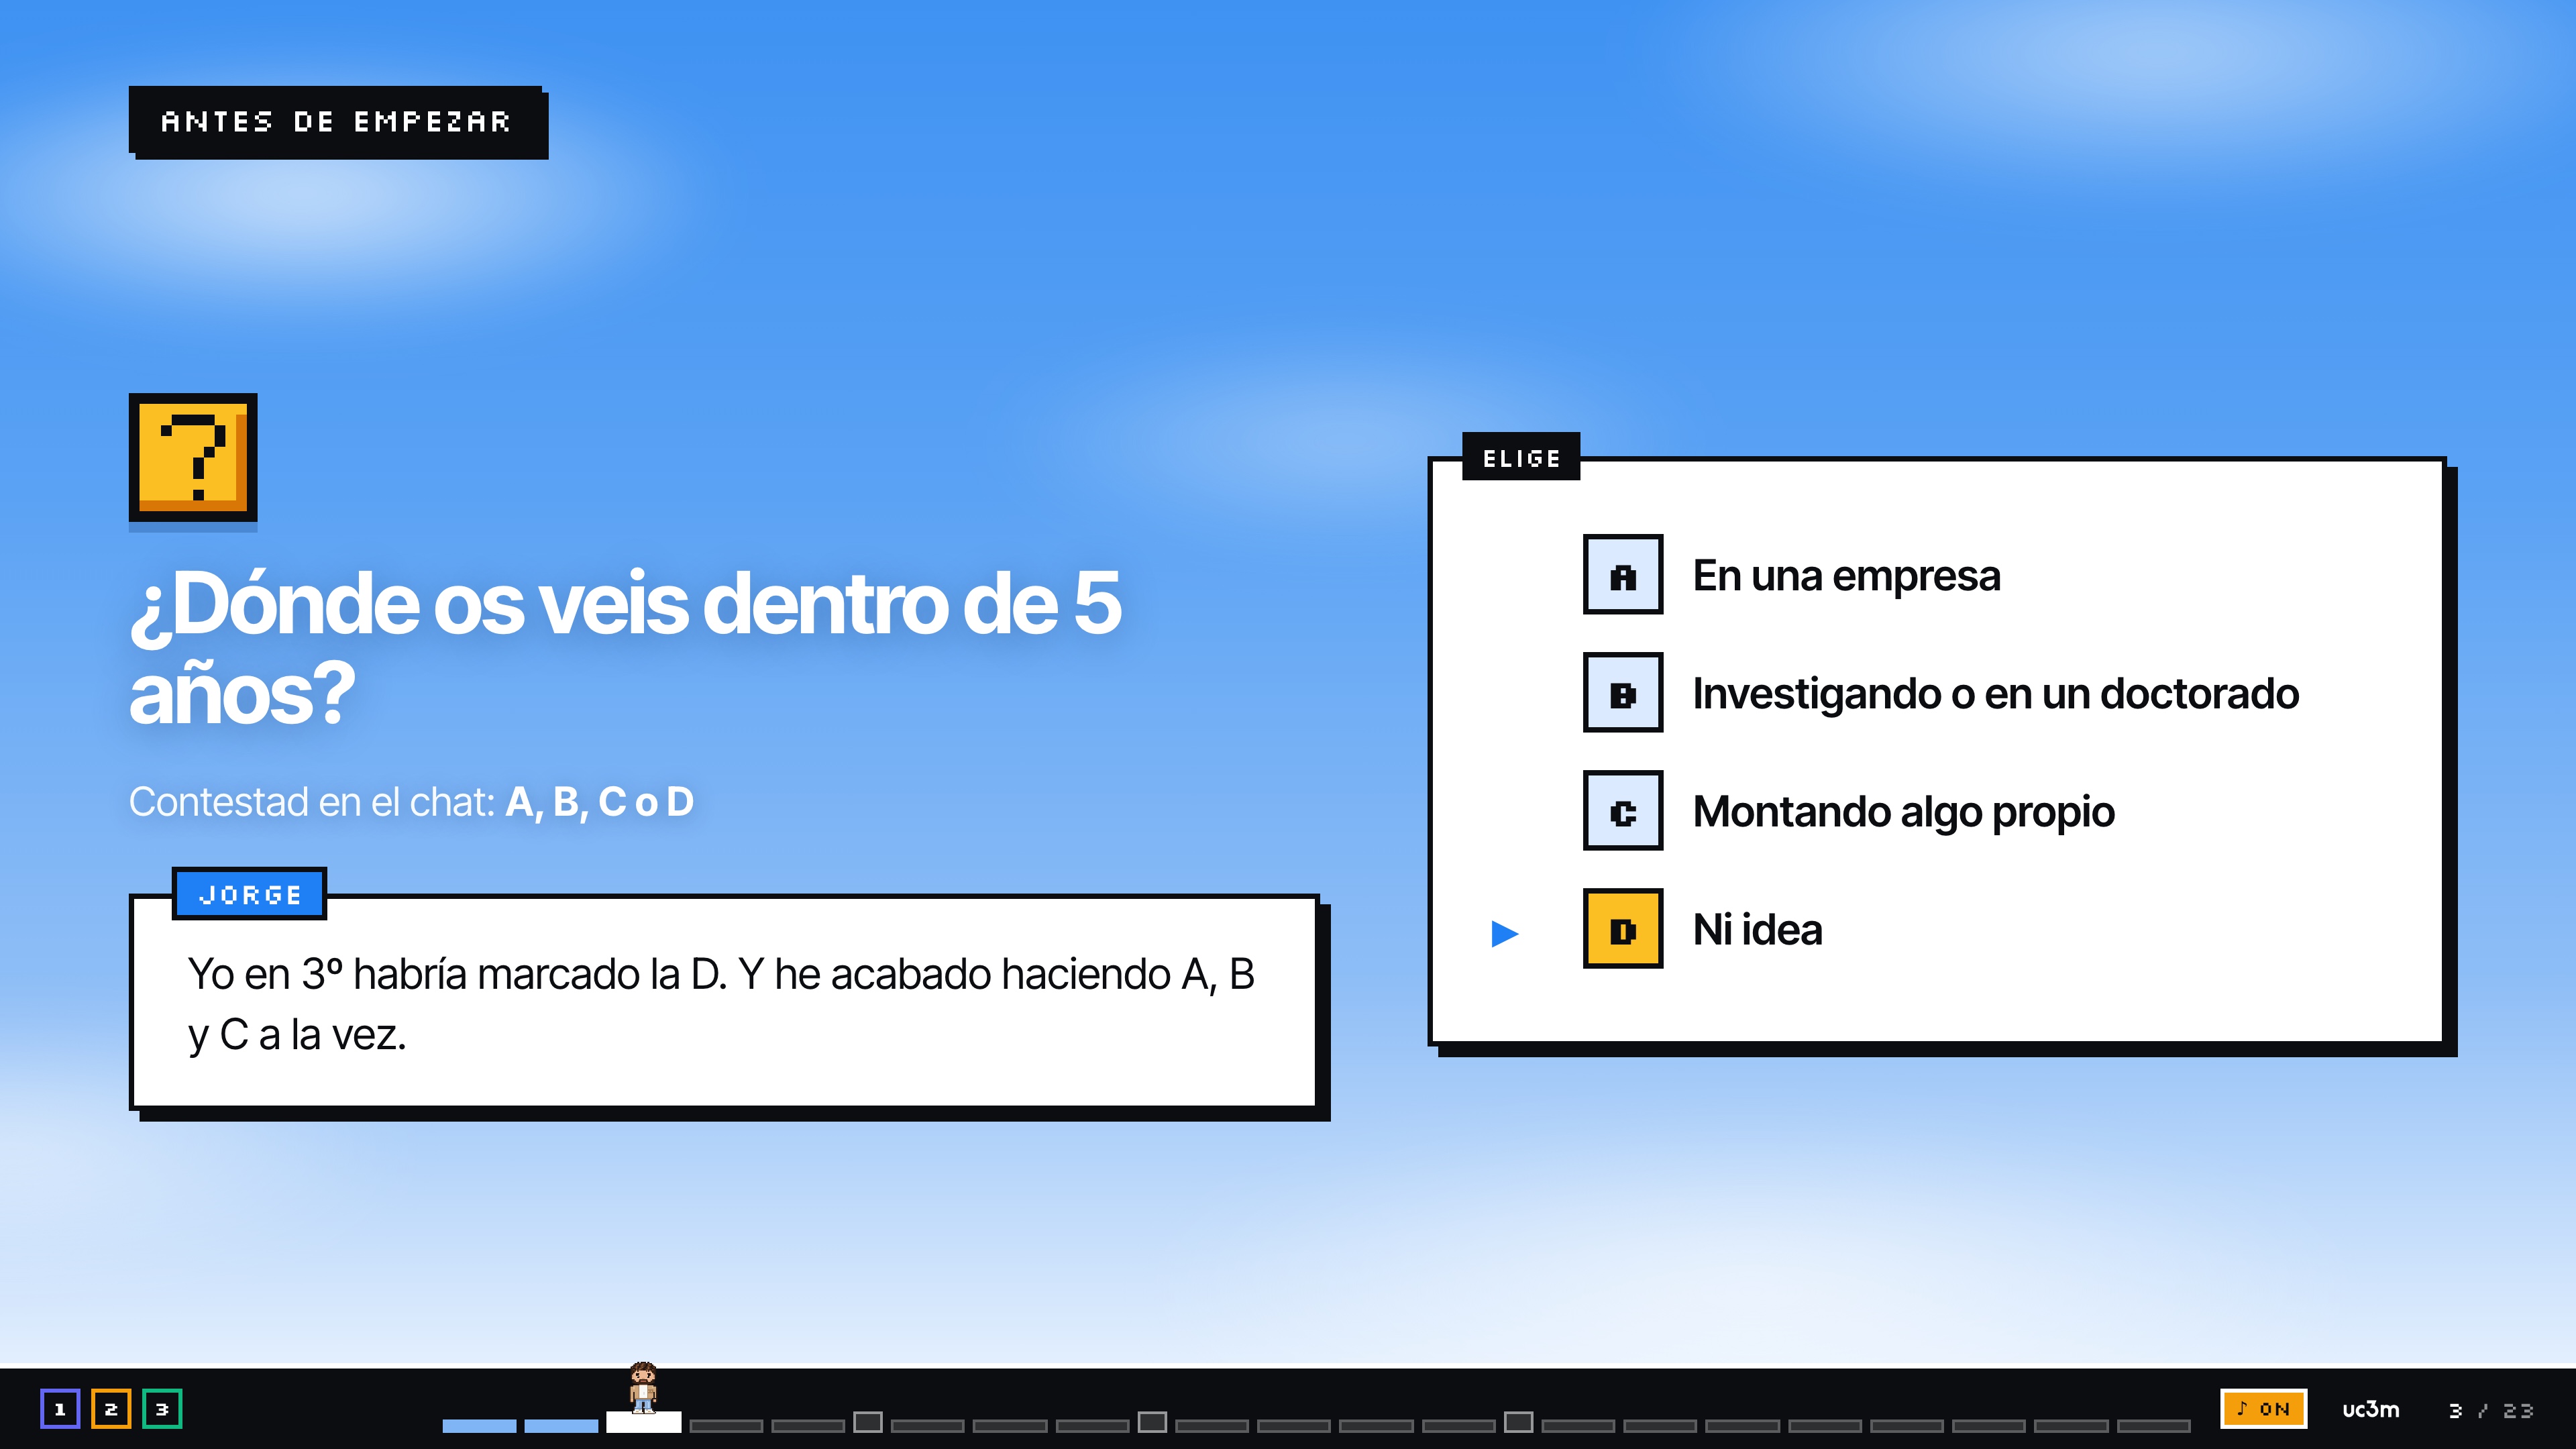 ANTES DE EMPEZAR
?
¿Dónde os veis dentro de 5
años?
Contestad en el chat: A, B, C o D
JORGE
Yo en 3º habría marcado la D. Y he acabado haciendo A, B
y C a la vez.
ELIGE
A En una empresa
B Investigando o en un doctorado
C Montando algo propio
▶ D Ni idea
1 2 3
♪ ON
uc3m
3 / 23